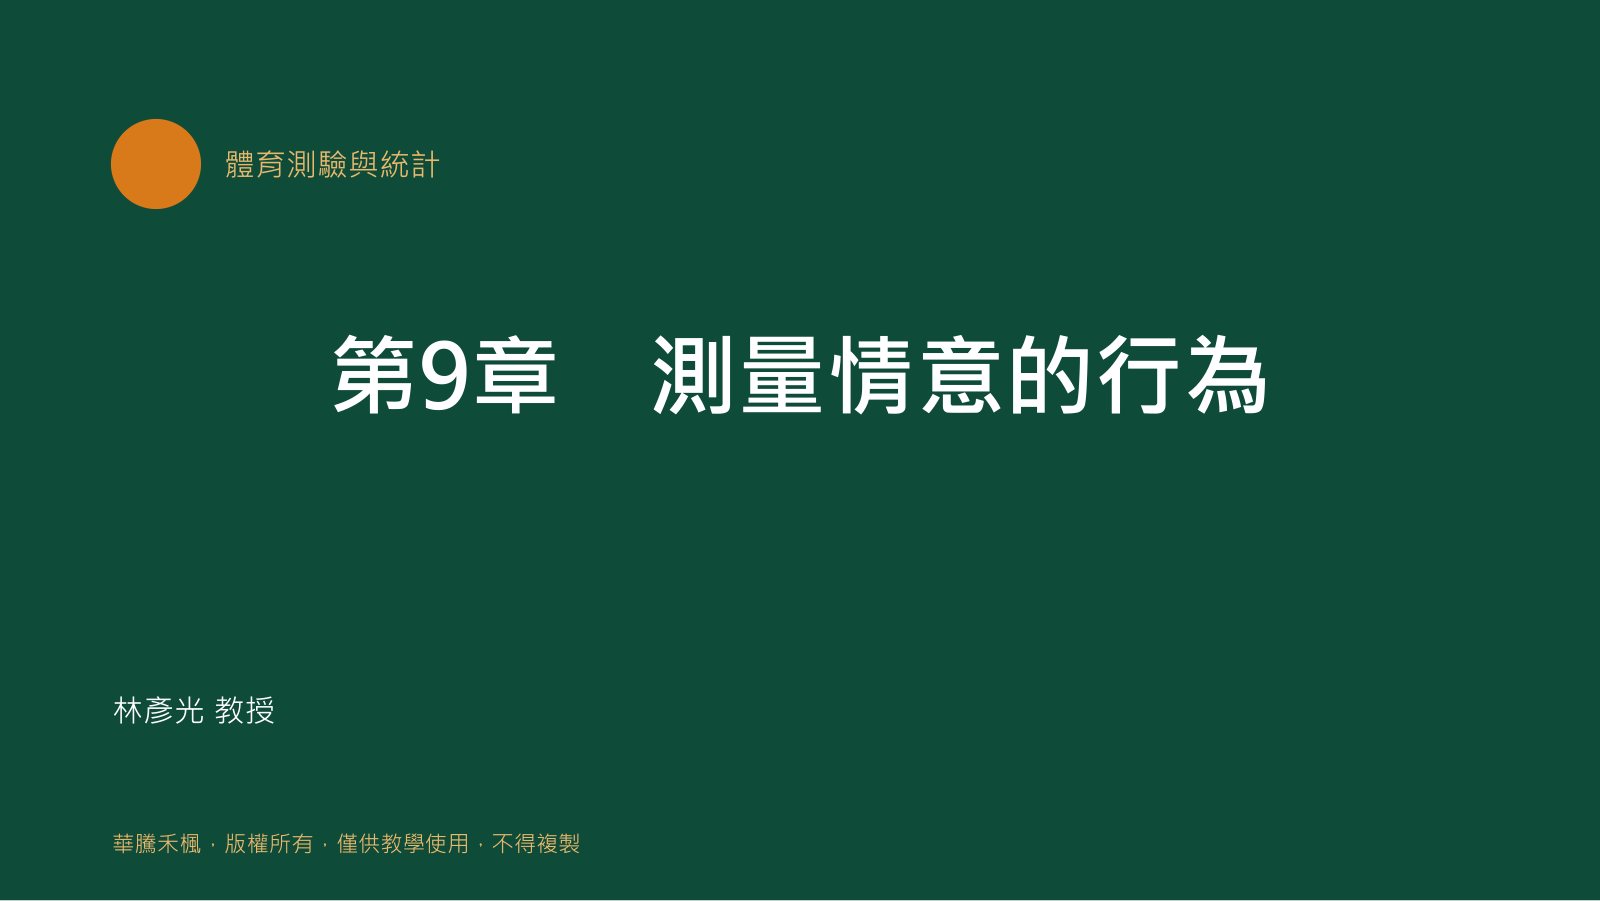 體育測驗與統計
第9章　測量情意的行為
林彥光 教授
華騰禾楓，版權所有，僅供教學使用，不得複製